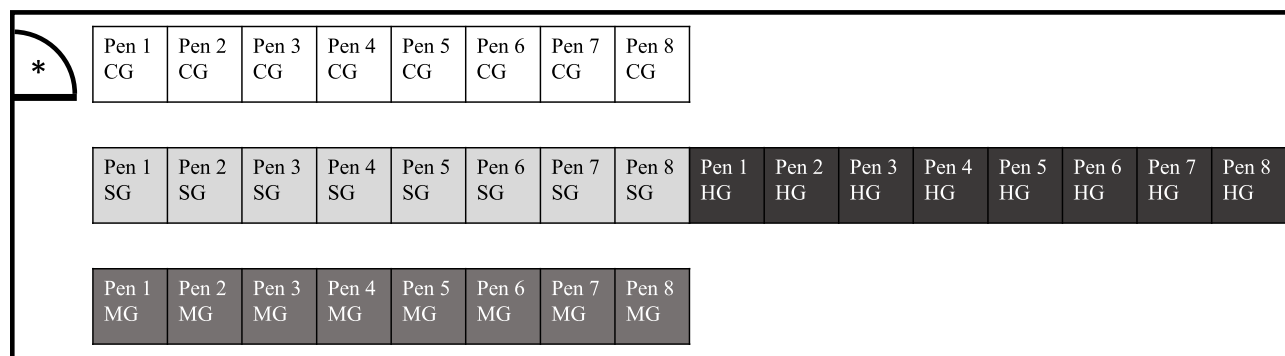 *
Pen 1 Pen 2 Pen 3 Pen 4 Pen 5 Pen 6 Pen 7 Pen 8
CG CG CG CG CG CG CG CG
Pen 1 Pen 2 Pen 3 Pen 4 Pen 5 Pen 6 Pen 7 Pen 8 Pen 1 Pen 2 Pen 3 Pen 4 Pen 5 Pen 6 Pen 7 Pen 8
SG SG SG SG SG SG SG SG HG HG HG HG HG HG HG HG
Pen 1 Pen 2 Pen 3 Pen 4 Pen 5 Pen 6 Pen 7 Pen 8
MG MG MG MG MG MG MG MG